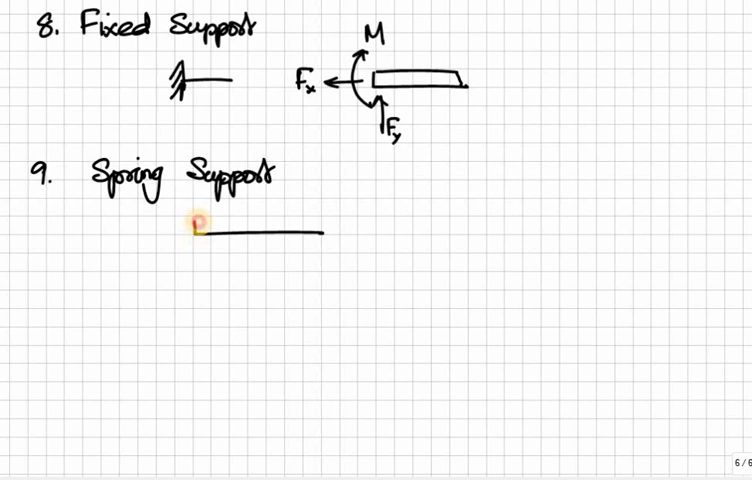 8. Fixed Support
M
Fx
Fy
9. Spring Support
6 / 6